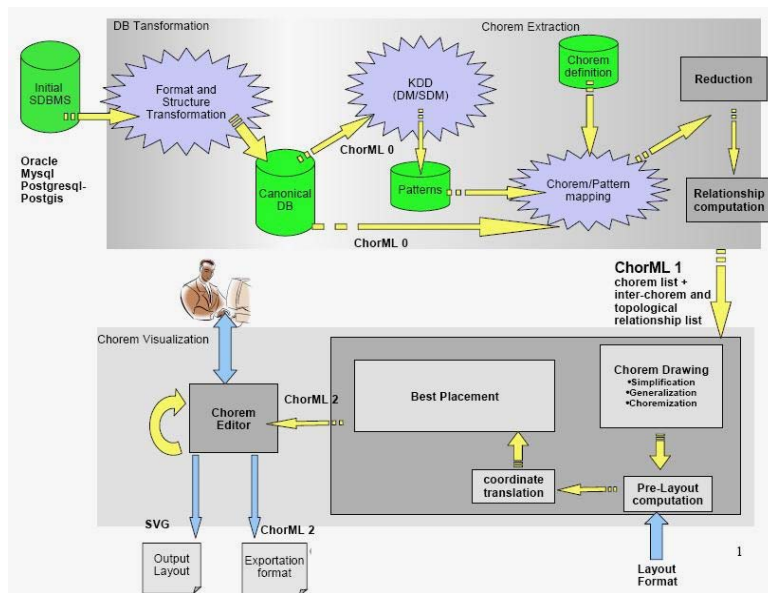 DB Tansformation
Chorem Extraction
Initial
SDBMS
Format and
Structure
Transformation
KDD
(DM/SDM)
Chorem
definition
Reduction
Oracle
Mysql
Postgresql-
Postgis
ChorML 0
Canonical
DB
Patterns
Chorem/Pattern
mapping
Relationship
computation
ChorML 0
ChorML 1
chorem list +
inter-chorem and
topological
relationship list
Chorem Visualization
Chorem Drawing
•Simplification
•Generalization
•Choremization
Best Placement
ChorML 2
Chorem
Editor
coordinate
translation
Pre-Layout
computation
SVG
ChorML 2
Output
Layout
Exportation
format
Layout
Format
1